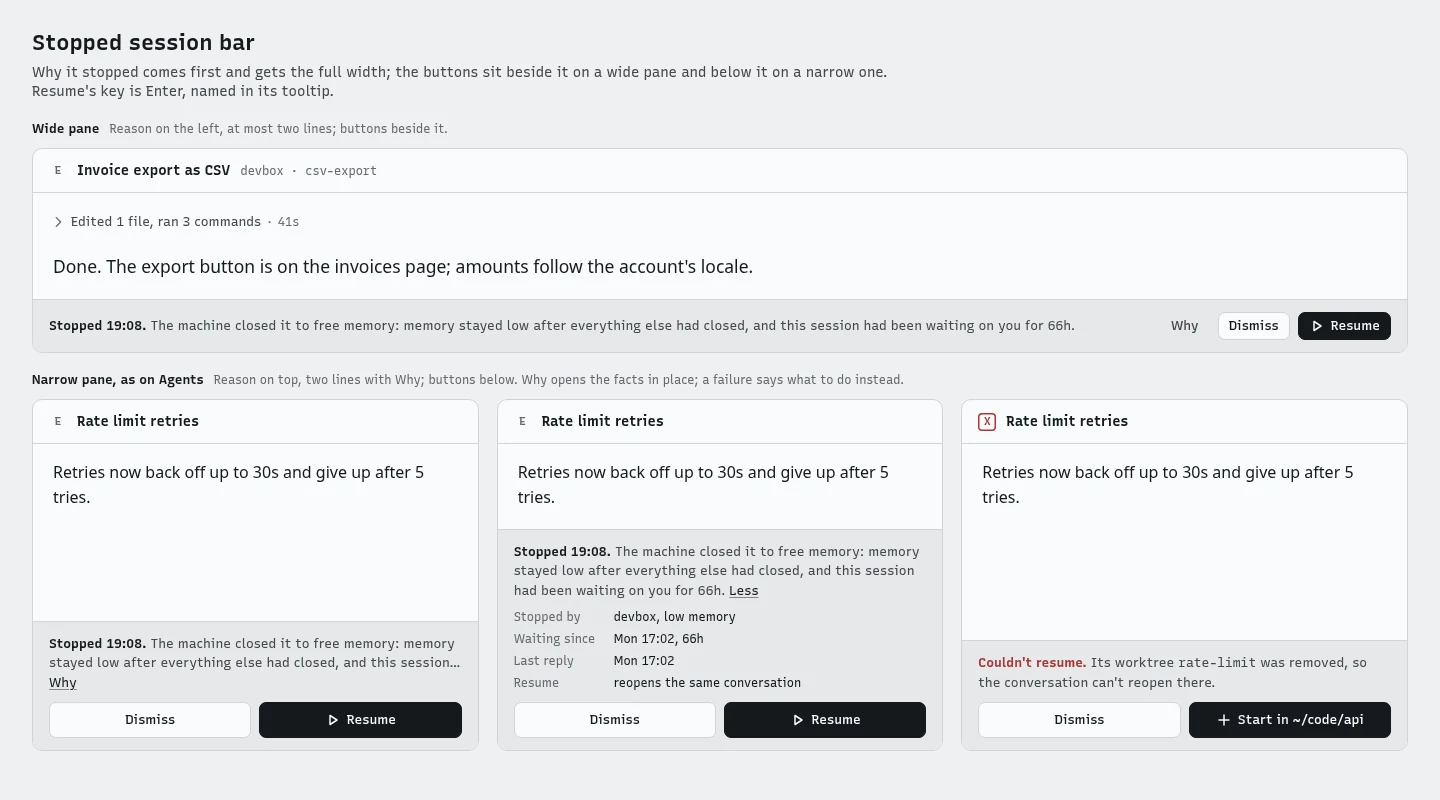 Stopped session bar
Why it stopped comes first and gets the full width; the buttons sit beside it on a wide pane and below it on a narrow one.
Resume's key is Enter, named in its tooltip.
Wide pane Reason on the left, at most two lines; buttons beside it.
E Invoice export as CSV devbox · csv-export
Edited 1 file, ran 3 commands · 41s
Done. The export button is on the invoices page; amounts follow the account's locale.
Stopped 19:08. The machine closed it to free memory: memory stayed low after everything else had closed, and this session had been waiting on you for 66h. Why Dismiss Resume
Narrow pane, as on Agents Reason on top, two lines with Why; buttons below. Why opens the facts in place; a failure says what to do instead.
E Rate limit retries
Retries now back off up to 30s and give up after 5
tries.
Stopped 19:08. The machine closed it to free memory: memory
stayed low after everything else had closed, and this session…
Why
Dismiss Resume
E Rate limit retries
Retries now back off up to 30s and give up after 5
tries.
Stopped 19:08. The machine closed it to free memory: memory
stayed low after everything else had closed, and this session
had been waiting on you for 66h. Less
Stopped by devbox, low memory
Waiting since Mon 17:02, 66h
Last reply Mon 17:02
Resume reopens the same conversation
Dismiss Resume
X Rate limit retries
Retries now back off up to 30s and give up after 5
tries.
Couldn't resume. Its worktree rate-limit was removed, so
the conversation can't reopen there.
Dismiss + Start in ~/code/api